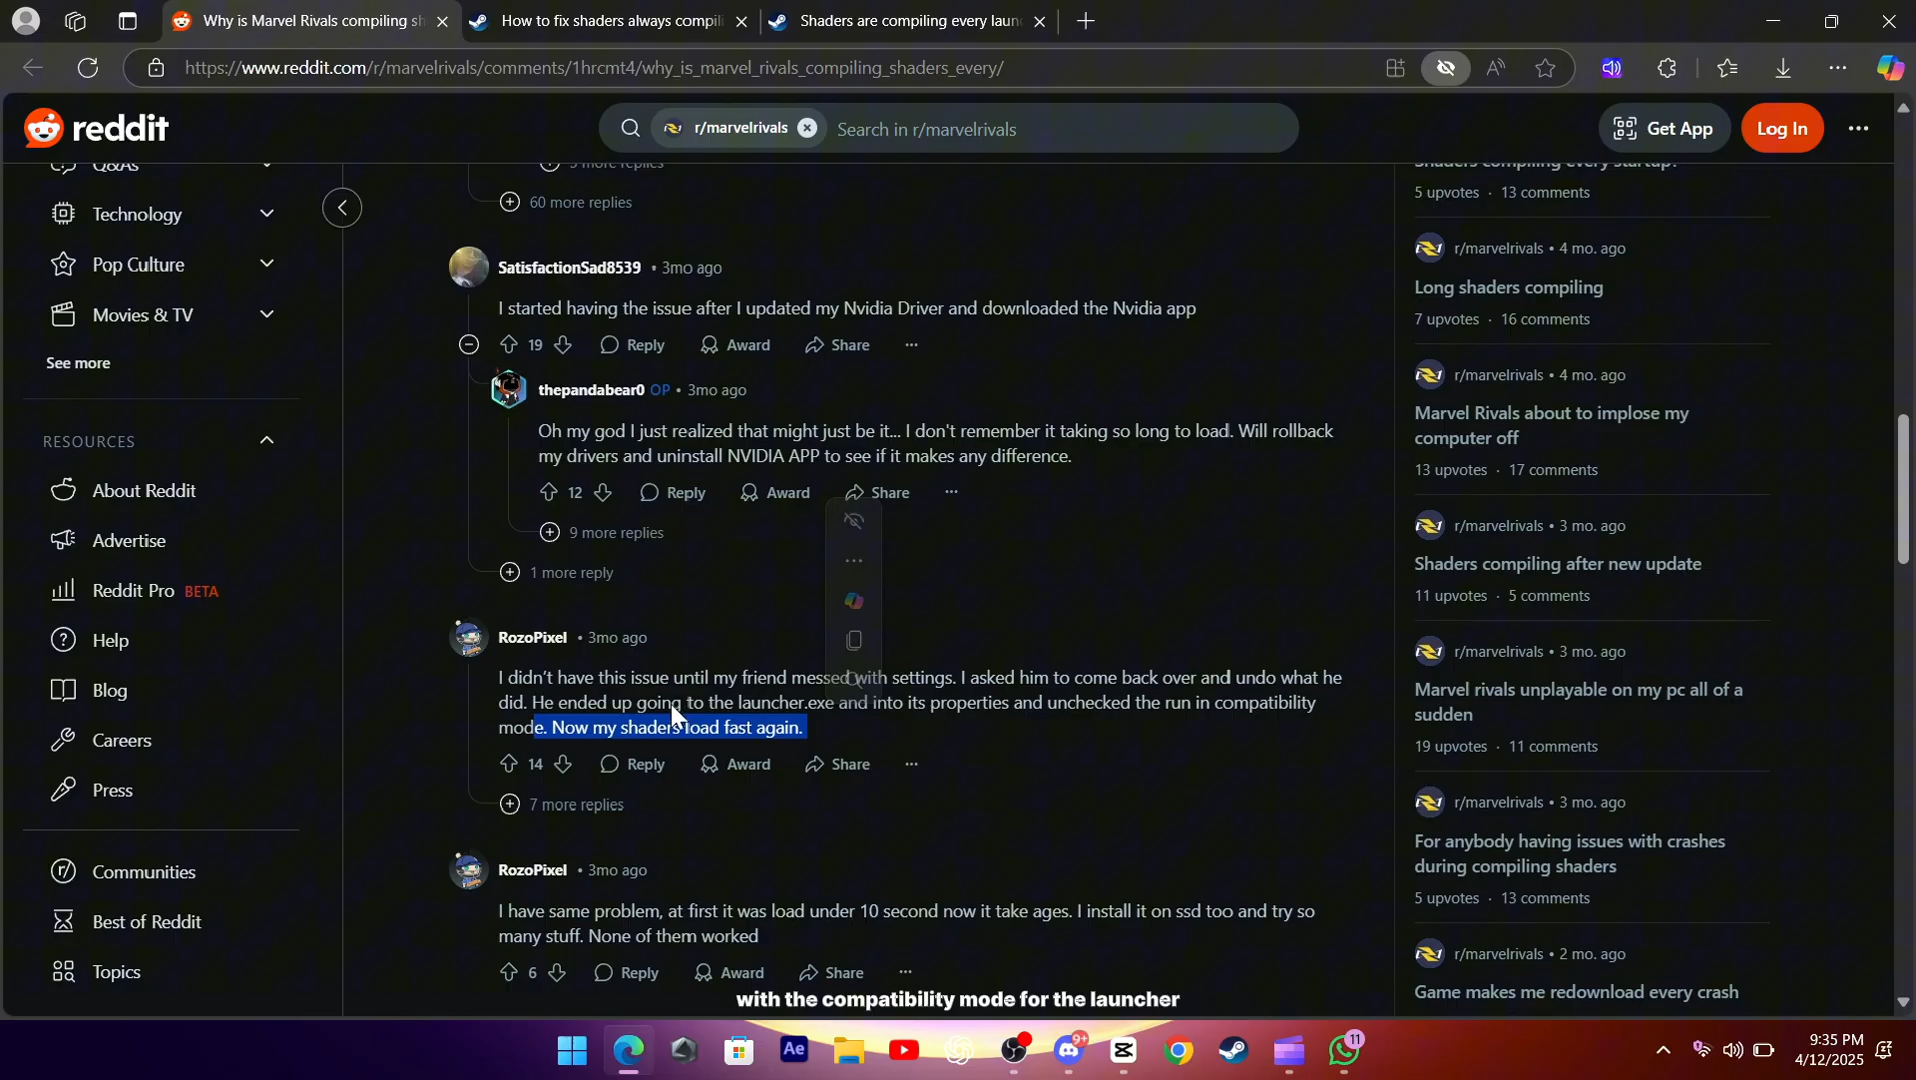 Why is Marvel Rivals compiling sh
How to fix shaders always compili
Shaders are compiling every laun
https://www.reddit.com/r/marvelrivals/comments/1hrcmt4/why_is_marvel_rivals_compiling_shaders_every/
reddit
r/marvelrivals
Search in r/marvelrivals
Get App
Log In
Q&As
Technology
Pop Culture
Movies & TV
See more
RESOURCES
About Reddit
Advertise
Reddit Pro BETA
Help
Blog
Careers
Press
Communities
Best of Reddit
Topics
60 more replies
SatisfactionSad8539 • 3mo ago
I started having the issue after I updated my Nvidia Driver and downloaded the Nvidia app
19 Reply Award Share
thepandabear0 OP • 3mo ago
Oh my god I just realized that might just be it... I don't remember it taking so long to load. Will rollback
my drivers and uninstall NVIDIA APP to see if it makes any difference.
12 Reply Award Share
9 more replies
1 more reply
RozoPixel • 3mo ago
I didn't have this issue until my friend messed with settings. I asked him to come back over and undo what he
did. He ended up going to the launcher.exe and into its properties and unchecked the run in compatibility
mode. Now my shaders load fast again.
14 Reply Award Share
7 more replies
RozoPixel • 3mo ago
I have same problem, at first it was load under 10 second now it take ages. I install it on ssd too and try so
many stuff. None of them worked
6 Reply Award Share
with the compatibility mode for the launcher
Shaders compiling every startup?
5 upvotes · 13 comments
r/marvelrivals • 4 mo. ago
Long shaders compiling
7 upvotes · 16 comments
r/marvelrivals • 4 mo. ago
Marvel Rivals about to implose my
computer off
13 upvotes · 17 comments
r/marvelrivals • 3 mo. ago
Shaders compiling after new update
11 upvotes · 5 comments
r/marvelrivals • 3 mo. ago
Marvel rivals unplayable on my pc all of a
sudden
19 upvotes · 11 comments
r/marvelrivals • 3 mo. ago
For anybody having issues with crashes
during compiling shaders
5 upvotes · 13 comments
r/marvelrivals • 2 mo. ago
Game makes me redownload every crash
Ae
9+
11
9:35 PM
4/12/2025